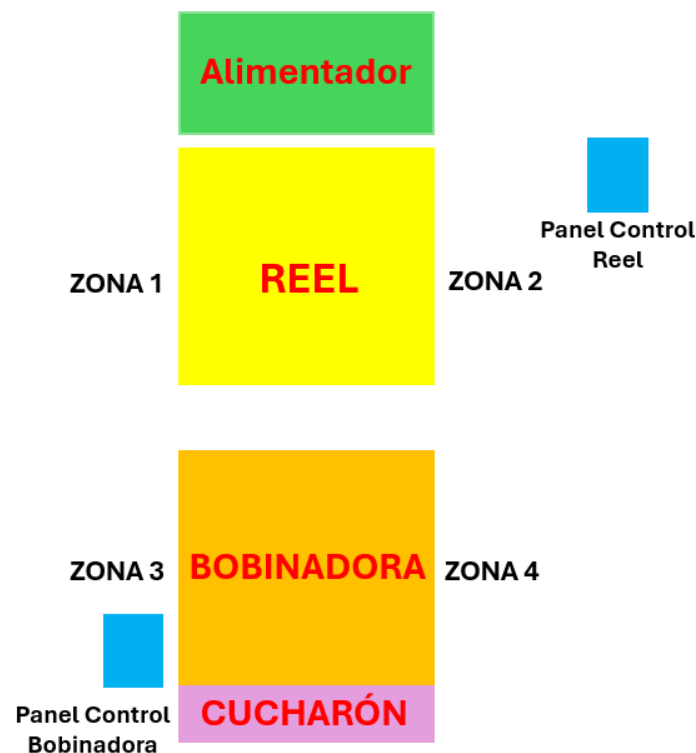 Alimentador
Panel Control
Reel
ZONA 1
REEL
ZONA 2
ZONA 3
BOBINADORA
ZONA 4
Panel Control
Bobinadora
CUCHARÓN